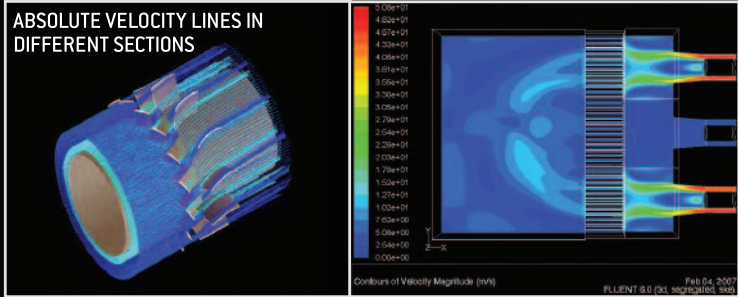 ABSOLUTE VELOCITY LINES IN
DIFFERENT SECTIONS
5.08e+01
4.82e+01
4.57e+01
4.32e+01
4.06e+01
3.81e+01
3.56e+01
3.30e+01
3.05e+01
2.79e+01
2.54e+01
2.29e+01
2.03e+01
1.78e+01
1.52e+01
1.27e+01
1.02e+01
7.62e+00
5.08e+00
2.54e+00
0.00e+00
Y
Z X
Contours of Velocity Magnitude (m/s)
Feb 04, 2007
FLUENT 6.0 (3d, segregated, ske)